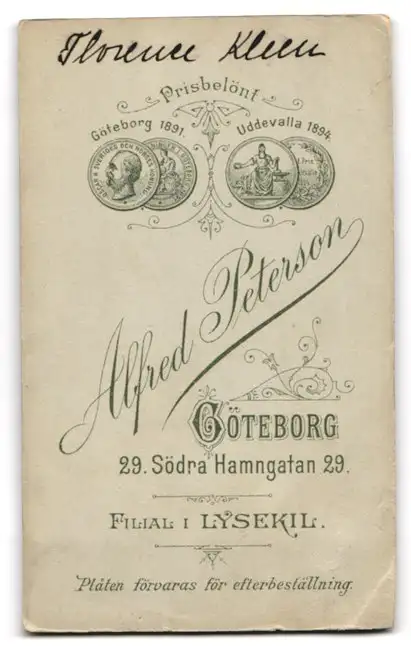 Florence Kleen
Prisbelönt
Göteborg 1891. Uddevalla 1894.
Alfred Peterson
GÖTEBORG
29. Södra Hamngatan 29.
FILIAL I LYSEKIL.
Plåten förvaras för efterbeställning.